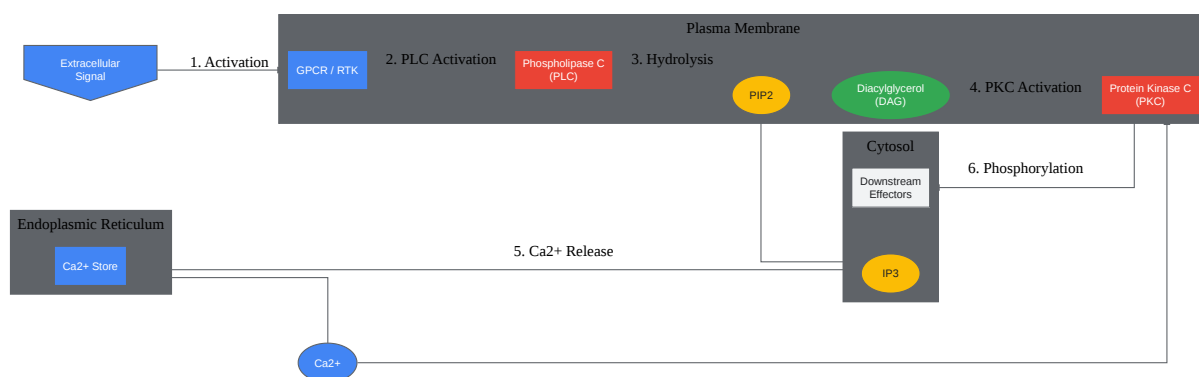 Plasma Membrane
Extracellular
Signal
1. Activation
GPCR / RTK
2. PLC Activation
Phospholipase C
(PLC)
3. Hydrolysis
PIP2
Diacylglycerol
(DAG)
4. PKC Activation
Protein Kinase C
(PKC)
Cytosol
Downstream
Effectors
6. Phosphorylation
Endoplasmic Reticulum
Ca2+ Store
5. Ca2+ Release
IP3
Ca2+